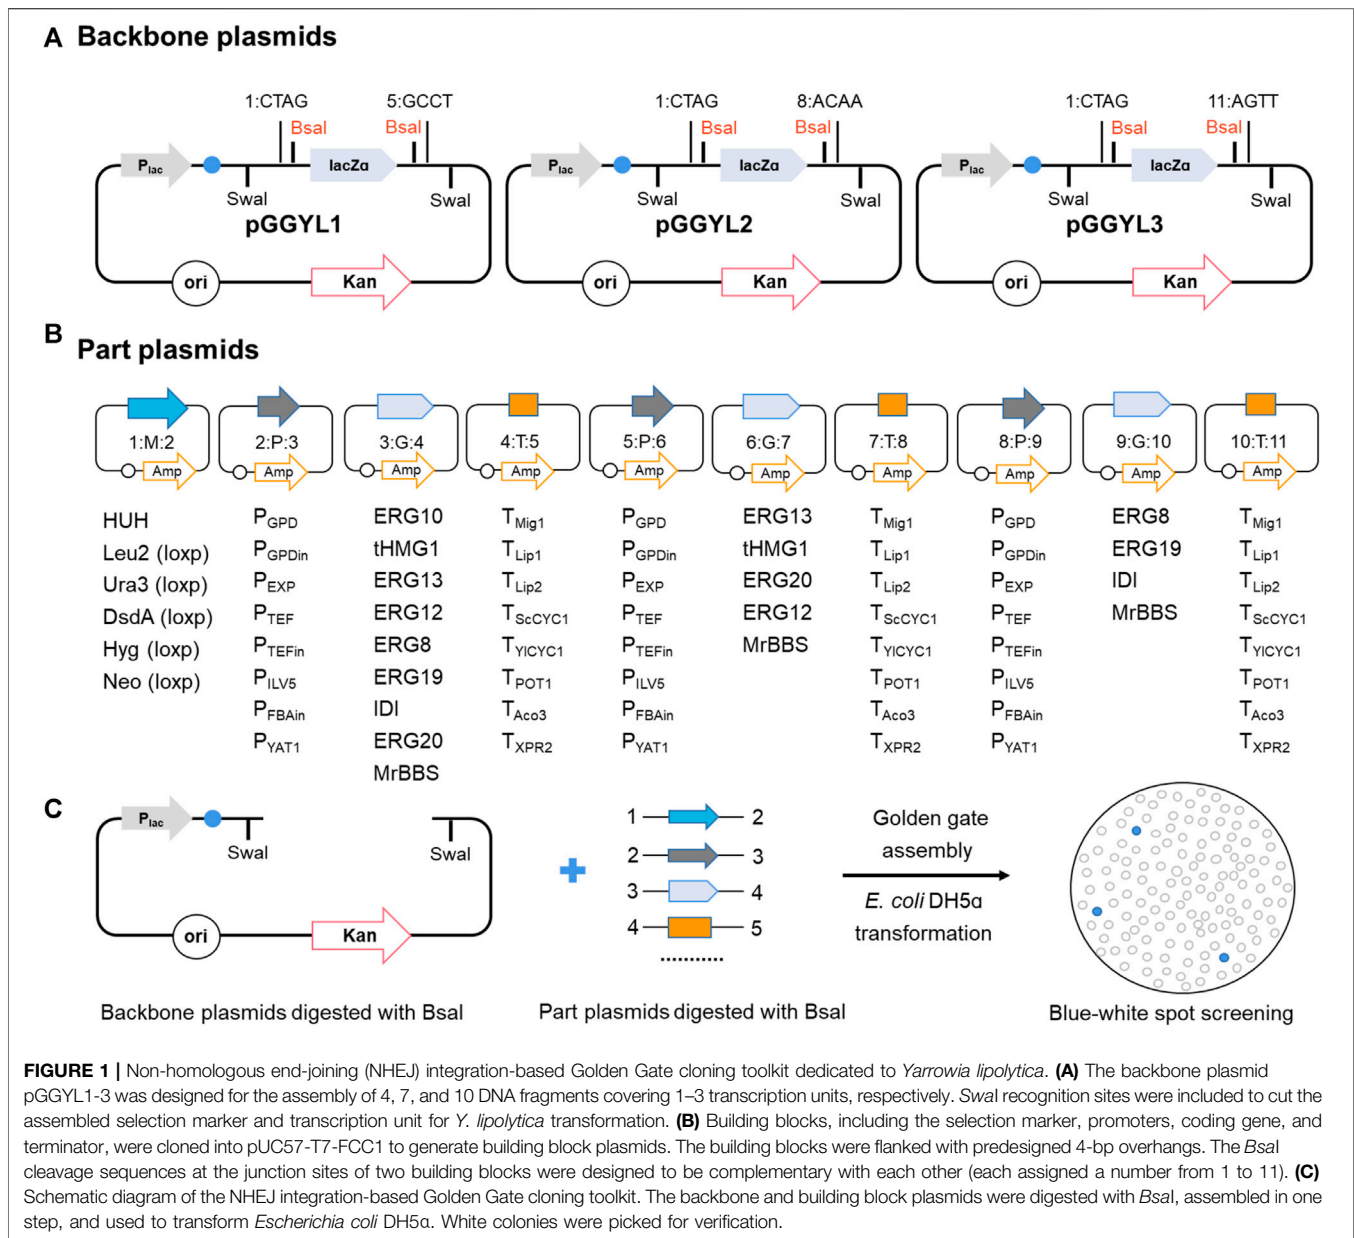 A Backbone plasmids
1:CTAG 5:GCCT 1:CTAG 8:ACAA 1:CTAG 11:AGTT
BsaI BsaI BsaI BsaI BsaI BsaI
Plac lacZα Plac lacZα Plac lacZα
SwaI SwaI SwaI SwaI SwaI SwaI
pGGYL1 pGGYL2 pGGYL3
ori Kan ori Kan ori Kan
B Part plasmids
1:M:2 2:P:3 3:G:4 4:T:5 5:P:6 6:G:7 7:T:8 8:P:9 9:G:10 10:T:11
Amp Amp Amp Amp Amp Amp Amp Amp Amp Amp
HUH PGPD ERG10 TMig1 PGPD ERG13 TMig1 PGPD ERG8 TMig1
Leu2 (loxp) PGPDin tHMG1 TLip1 PGPDin tHMG1 TLip1 PGPDin ERG19 TLip1
Ura3 (loxp) PEXP ERG13 TLip2 PEXP ERG20 TLip2 PEXP IDI TLip2
DsdA (loxp) PTEF ERG12 TScCYC1 PTEF ERG12 TScCYC1 PTEF MrBBS TScCYC1
Hyg (loxp) PTEFin ERG8 TYlCYC1 PTEFin MrBBS TYlCYC1 PTEFin TYlCYC1
Neo (loxp) PILV5 ERG19 TPOT1 PILV5 TPOT1 PILV5 TPOT1
PFBAin IDI TAco3 PFBAin TAco3 PFBAin TAco3
PYAT1 ERG20 TXPR2 PYAT1 TXPR2 PYAT1 TXPR2
MrBBS
C
Plac
SwaI SwaI
ori Kan
1 2
2 3
3 4
4 5
...........
Golden gate
assembly
E. coli DH5α
transformation
Backbone plasmids digested with BsaI Part plasmids digested with BsaI Blue-white spot screening
FIGURE 1 | Non-homologous end-joining (NHEJ) integration-based Golden Gate cloning toolkit dedicated to Yarrowia lipolytica. (A) The backbone plasmid
pGGYL1-3 was designed for the assembly of 4, 7, and 10 DNA fragments covering 1–3 transcription units, respectively. SwaI recognition sites were included to cut the
assembled selection marker and transcription unit for Y. lipolytica transformation. (B) Building blocks, including the selection marker, promoters, coding gene, and
terminator, were cloned into pUC57-T7-FCC1 to generate building block plasmids. The building blocks were flanked with predesigned 4-bp overhangs. The BsaI
cleavage sequences at the junction sites of two building blocks were designed to be complementary with each other (each assigned a number from 1 to 11). (C)
Schematic diagram of the NHEJ integration-based Golden Gate cloning toolkit. The backbone and building block plasmids were digested with BsaI, assembled in one
step, and used to transform Escherichia coli DH5α. White colonies were picked for verification.